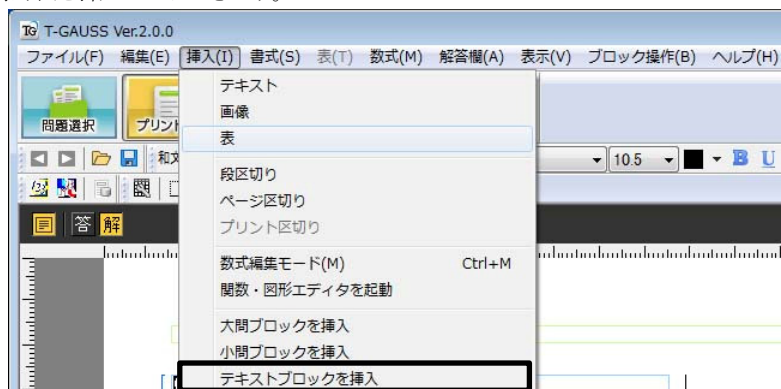 T-GAUSS Ver.2.0.0
ファイル(F) 編集(E) 挿入(I) 書式(S) 表(T) 数式(M) 解答欄(A) 表示(V) ブロック操作(B) ヘルプ(H)
テキスト
画像
表
問題選択
プリント
和文
10.5
B U
段区切り
ページ区切り
プリント区切り
答 解
数式編集モード(M) Ctrl+M
関数・図形エディタを起動
大問ブロックを挿入
小問ブロックを挿入
テキストブロックを挿入